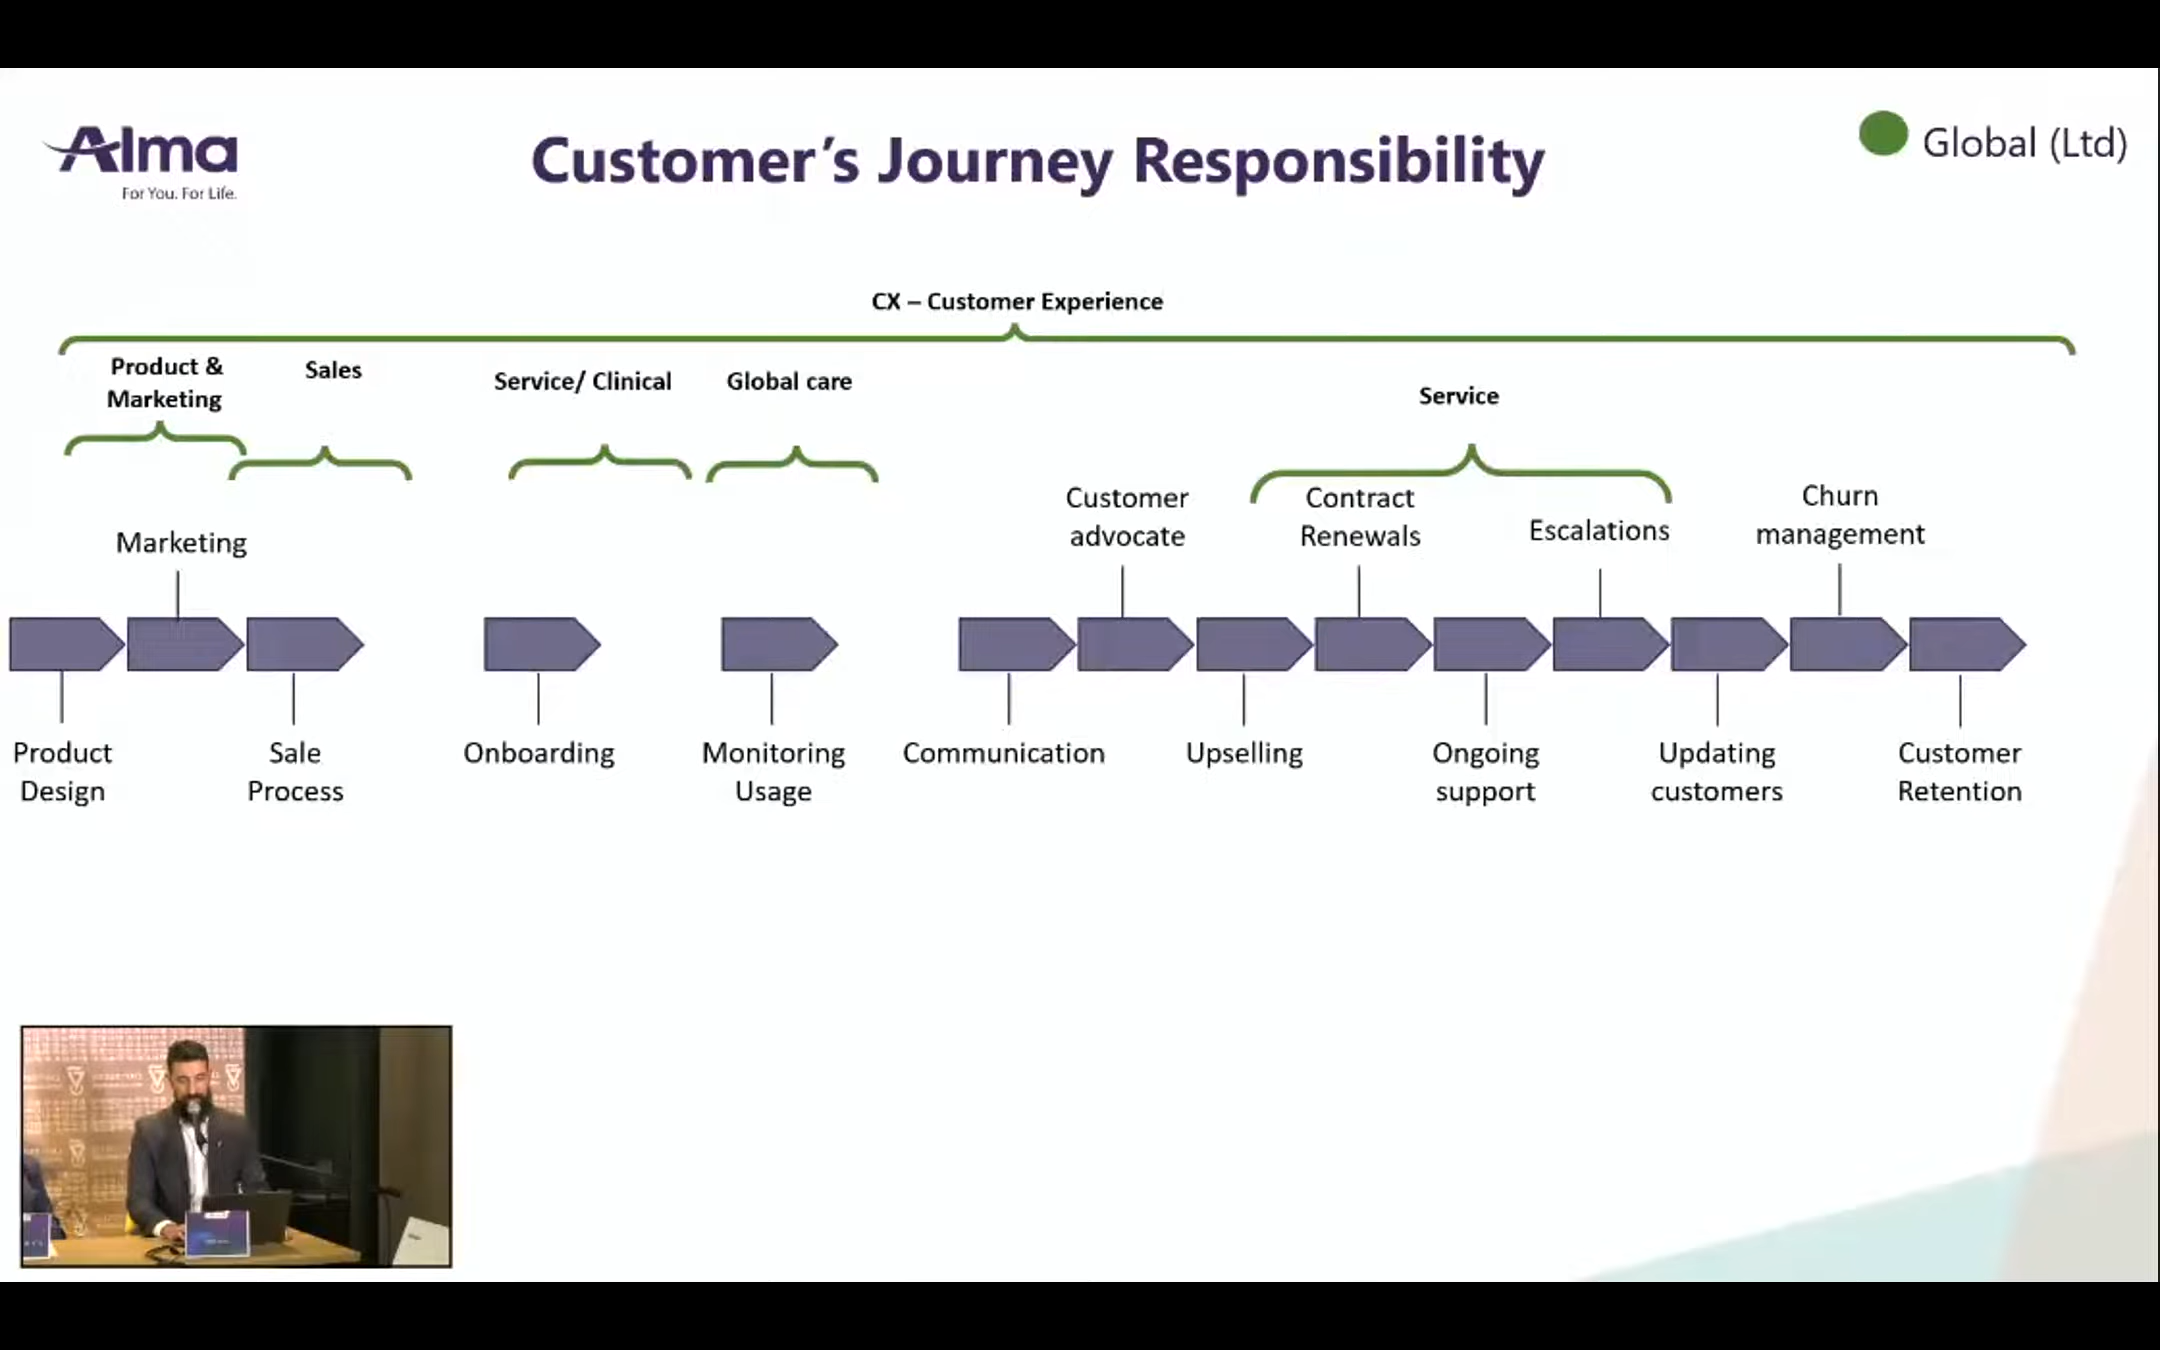 Alma
For You. For Life.
Customer's Journey Responsibility
Global (Ltd)
CX – Customer Experience
Product &
Marketing
Sales
Service/ Clinical
Global care
Service
Marketing
Customer
advocate
Contract
Renewals
Escalations
Churn
management
Product
Design
Sale
Process
Onboarding
Monitoring
Usage
Communication
Upselling
Ongoing
support
Updating
customers
Customer
Retention